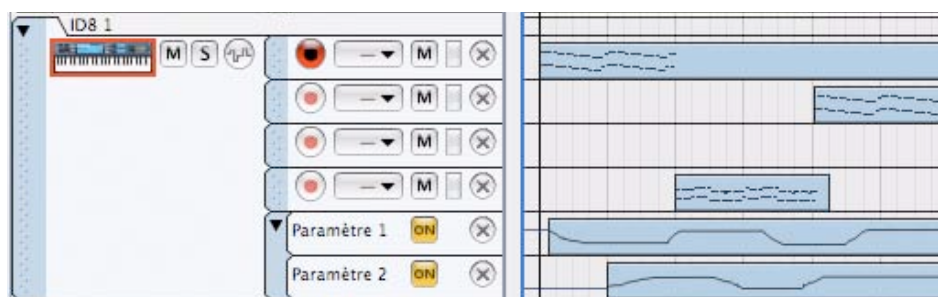 ID8 1
M S — M
— M
— M
— M
Paramètre 1 ON
Paramètre 2 ON